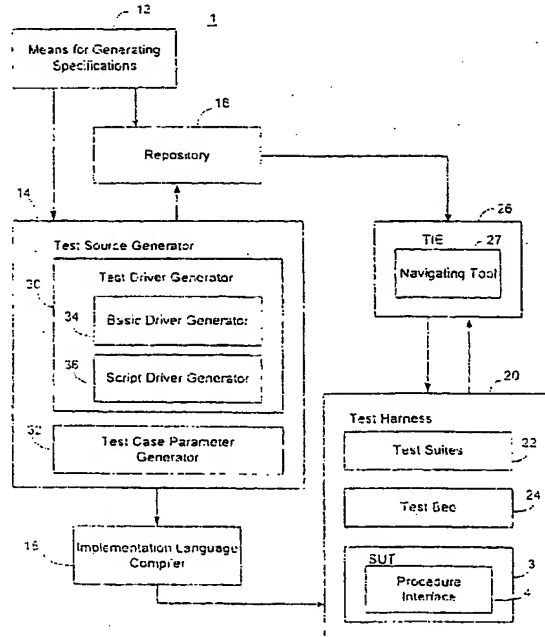 12
1
Means for Generating
Specifications
18
Repository
14
Test Source Generator
Test Driver Generator
30
34
Basic Driver Generator
36
Script Driver Generator
32
Test Case Parameter
Generator
26
TIE
27
Navigating Tool
20
Test Harness
Test Suites
22
Test Bed
24
SUT
3
Procedure
Interface
4
16
Implementation Language
Compiler